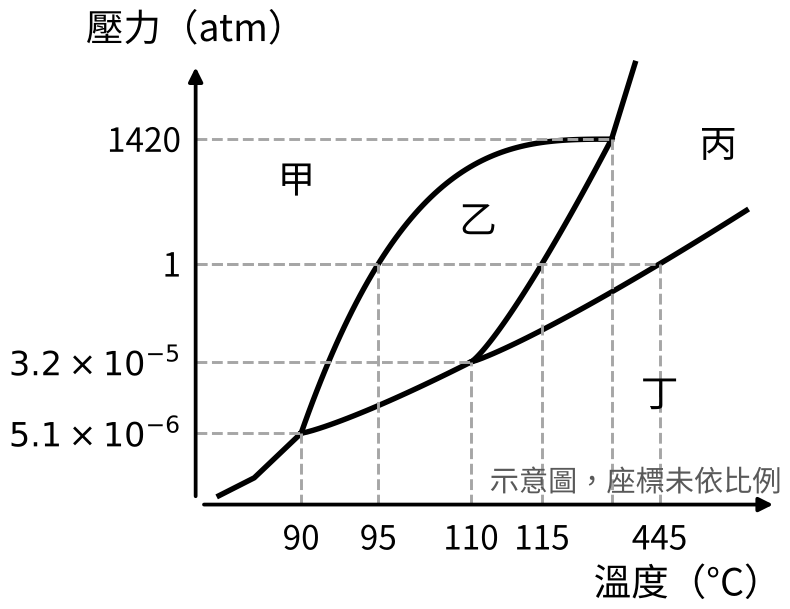 壓力（atm）
1420
丙
甲
乙
1
3.2 × 10⁻⁵
丁
5.1 × 10⁻⁶
示意圖，座標未依比例
90 95 110 115 445
溫度（°C）